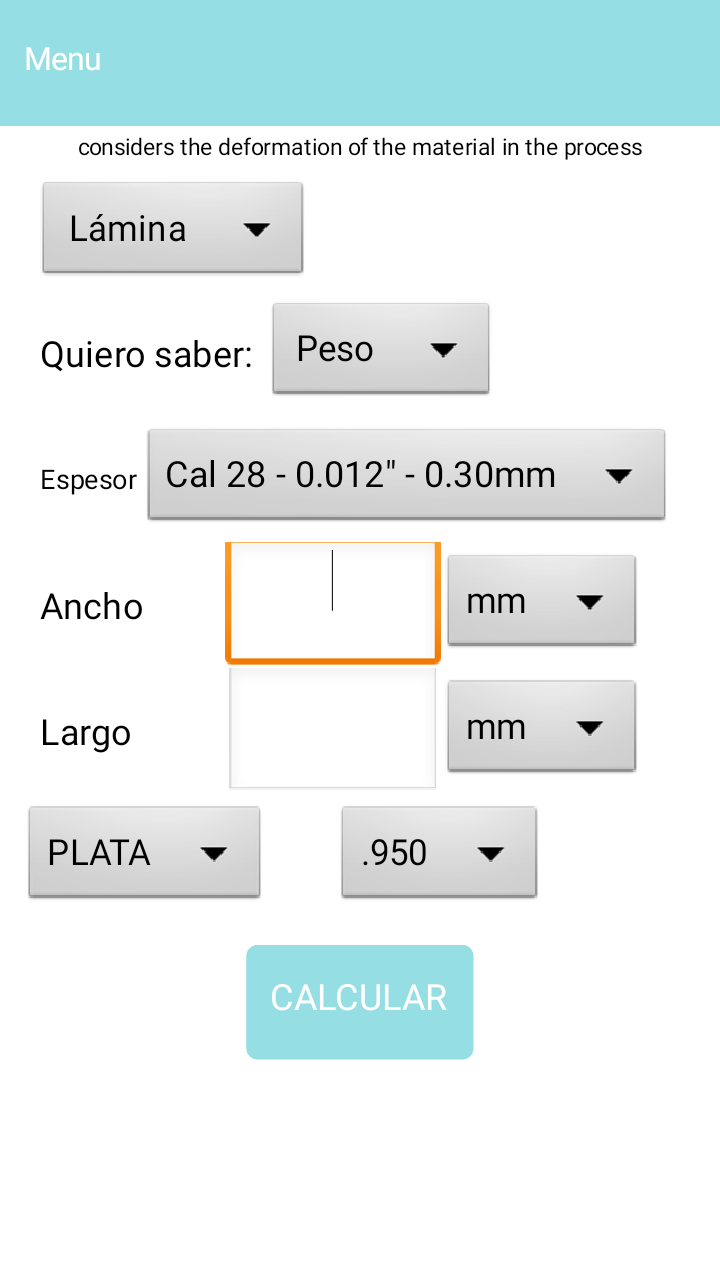 Menu
considers the deformation of the material in the process
Lámina
Quiero saber: Peso
Espesor Cal 28 - 0.012" - 0.30mm
Ancho mm
Largo mm
PLATA .950
CALCULAR